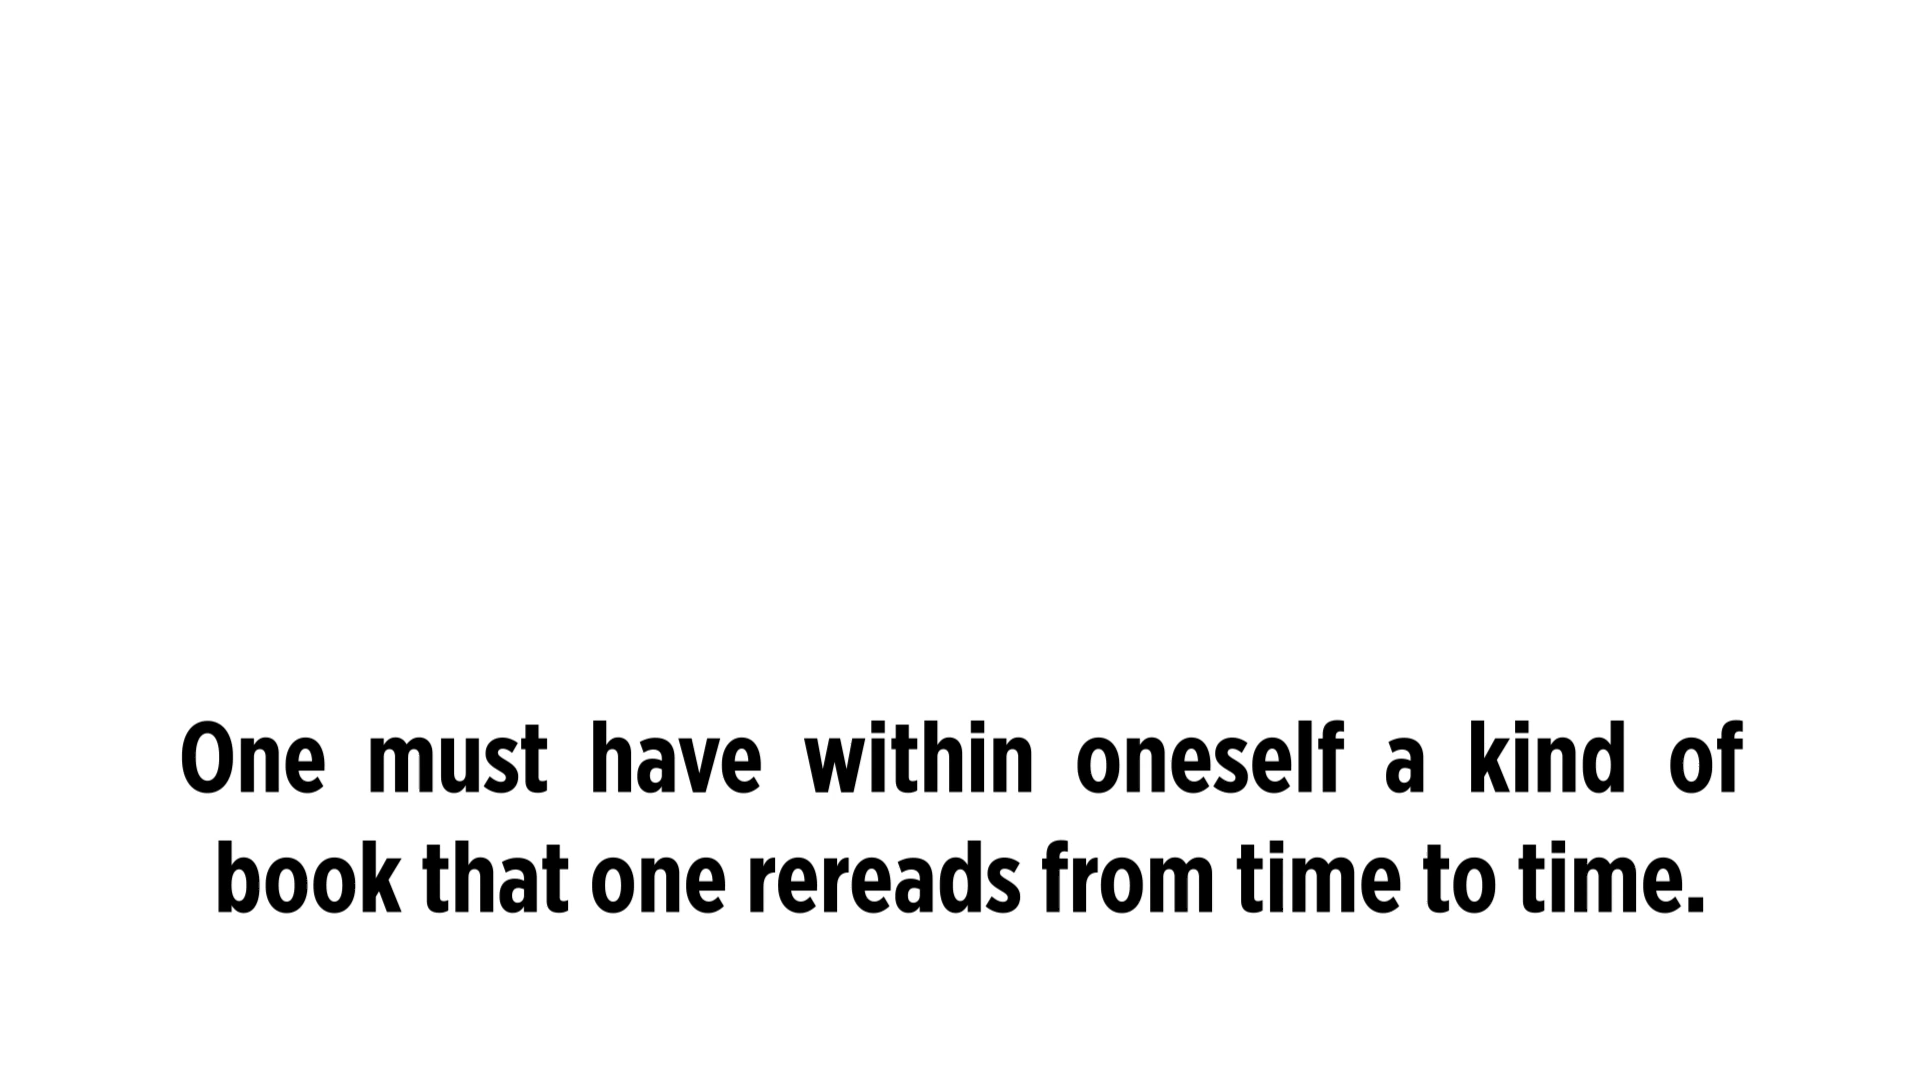 One must have within oneself a kind of
book that one rereads from time to time.